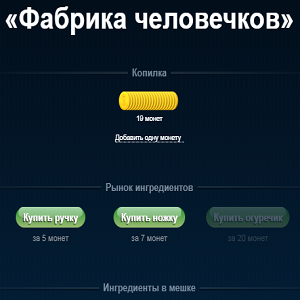 «Фабрика человечков»
Копилка
19 монет
Добавить одну монету
Рынок ингредиентов
Купить ручку Купить ножку Купить огуречик
за 5 монет за 7 монет за 20 монет
Ингредиенты в мешке